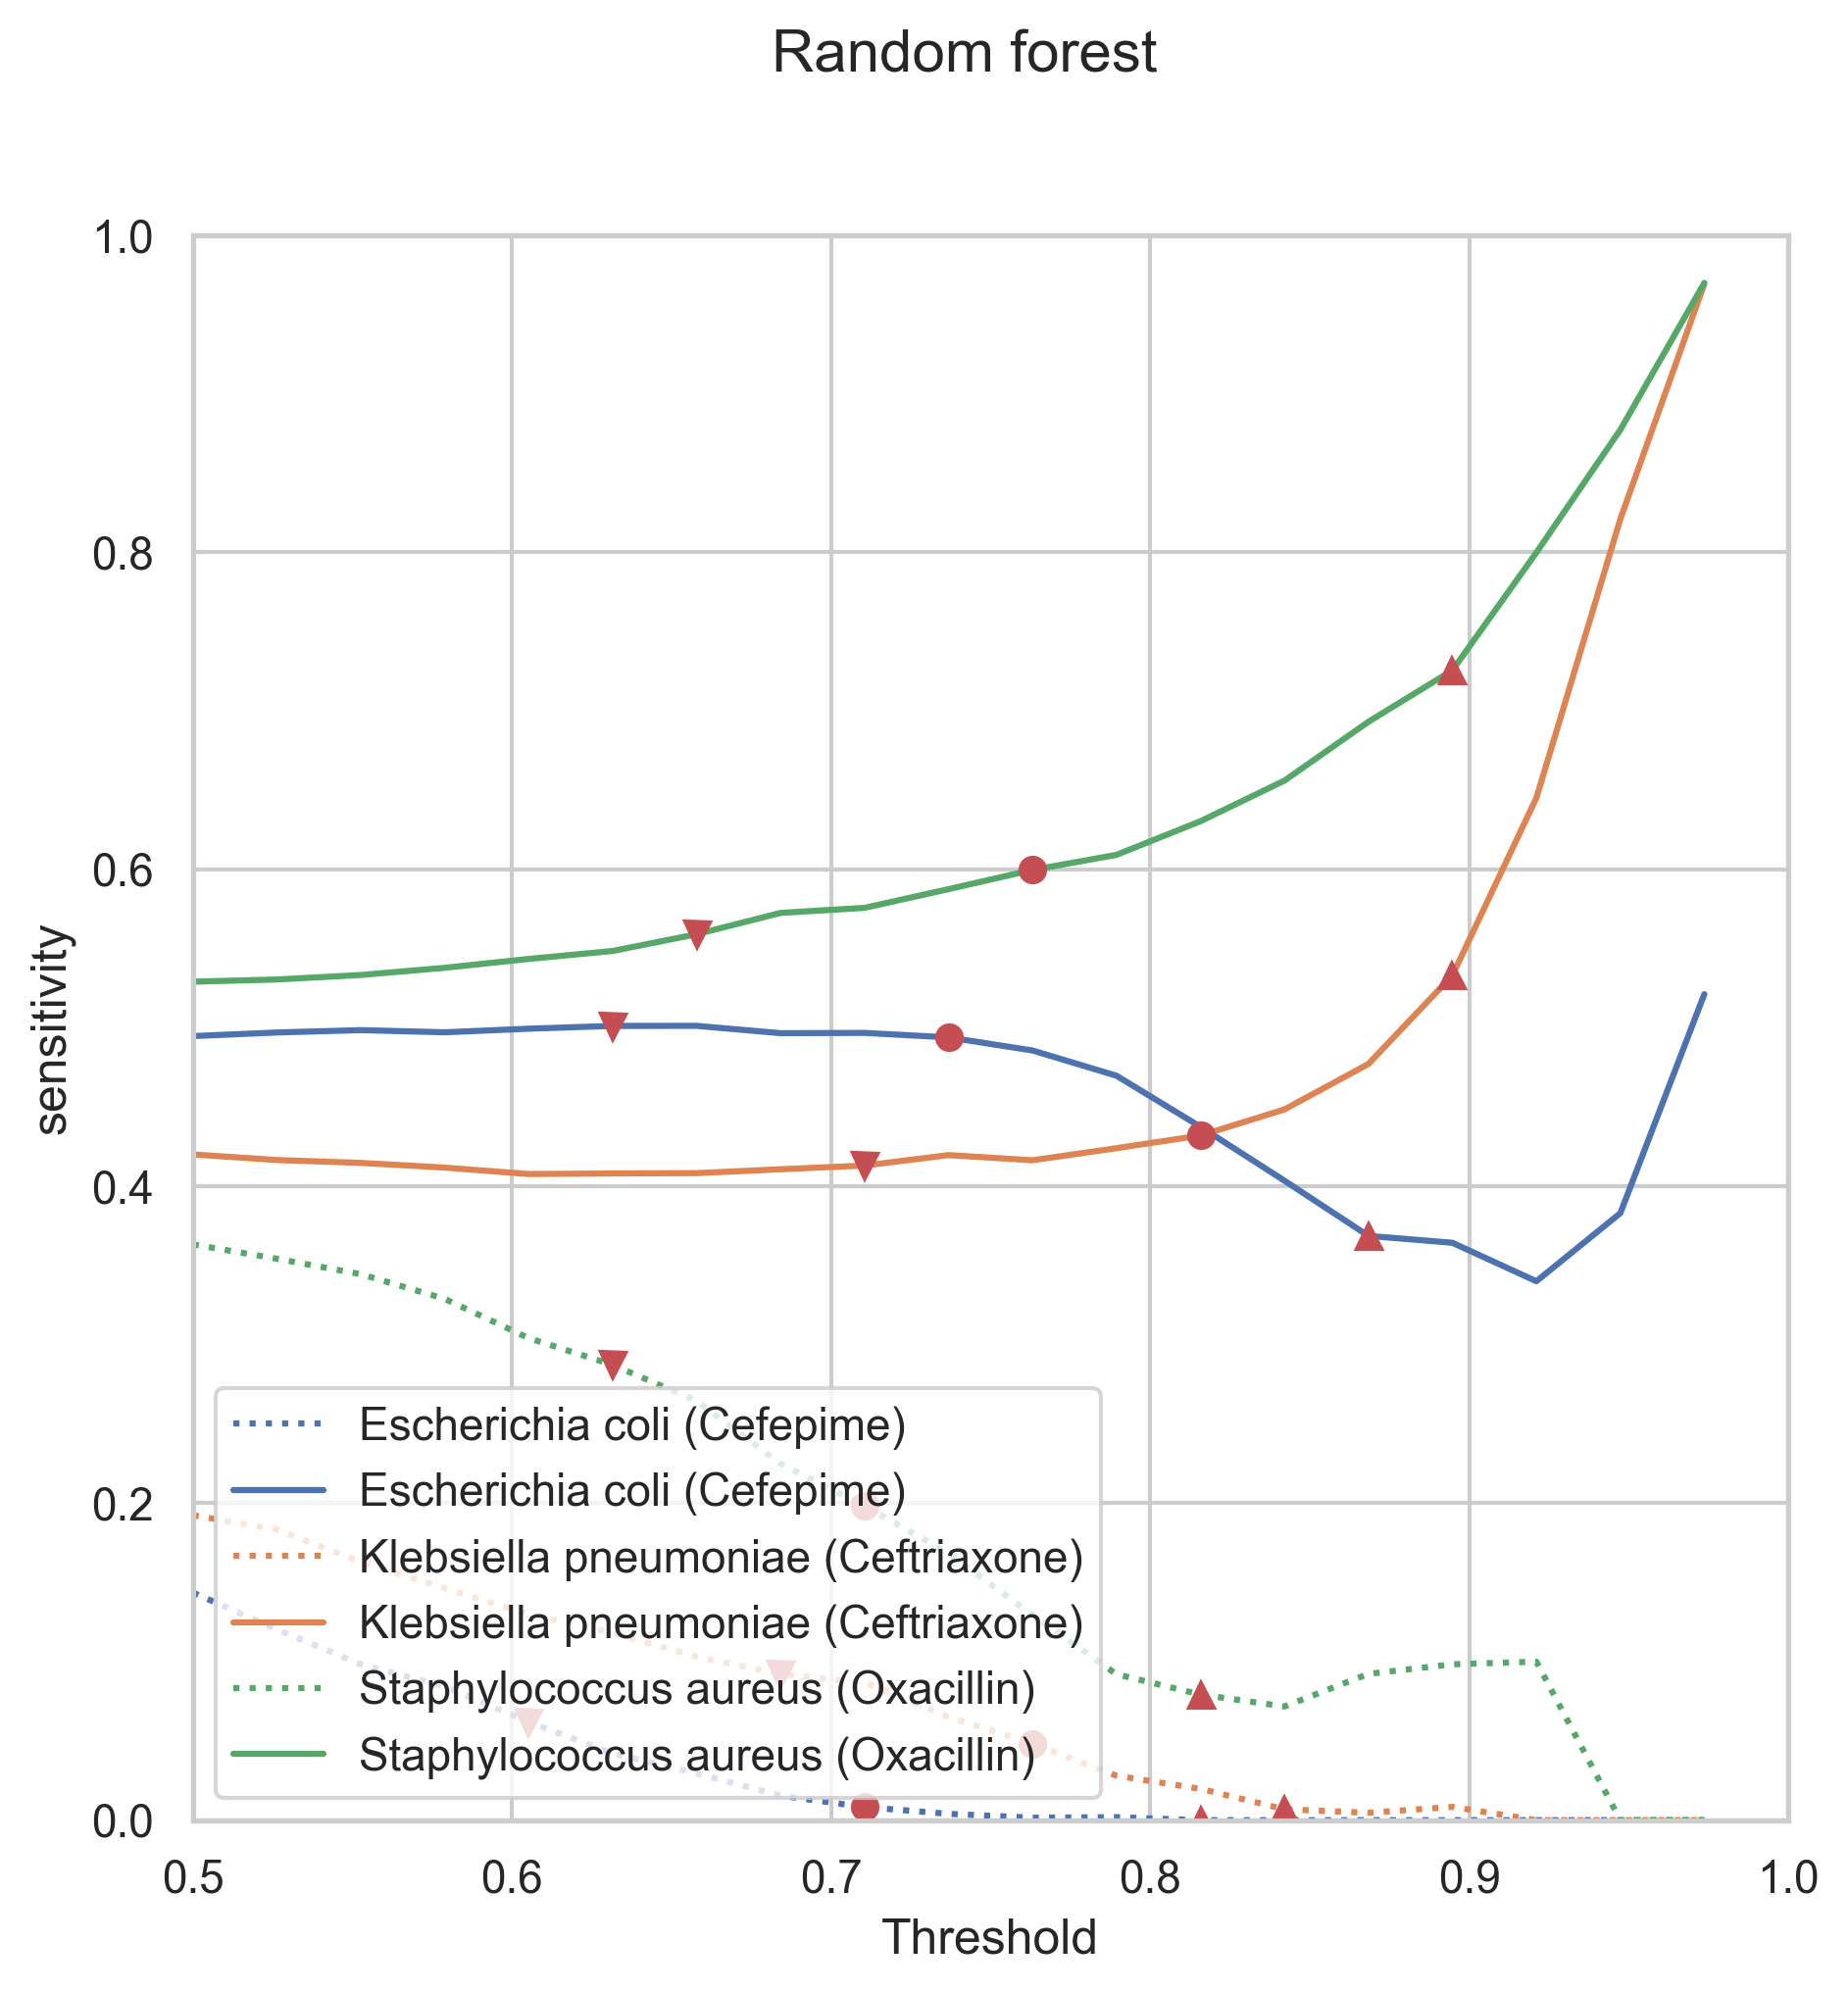 Random forest
1.0
0.8
0.6
0.4
0.2
0.0
sensitivity
Escherichia coli (Cefepime)
Escherichia coli (Cefepime)
Klebsiella pneumoniae (Ceftriaxone)
Klebsiella pneumoniae (Ceftriaxone)
Staphylococcus aureus (Oxacillin)
Staphylococcus aureus (Oxacillin)
0.5 0.6 0.7 0.8 0.9 1.0
Threshold